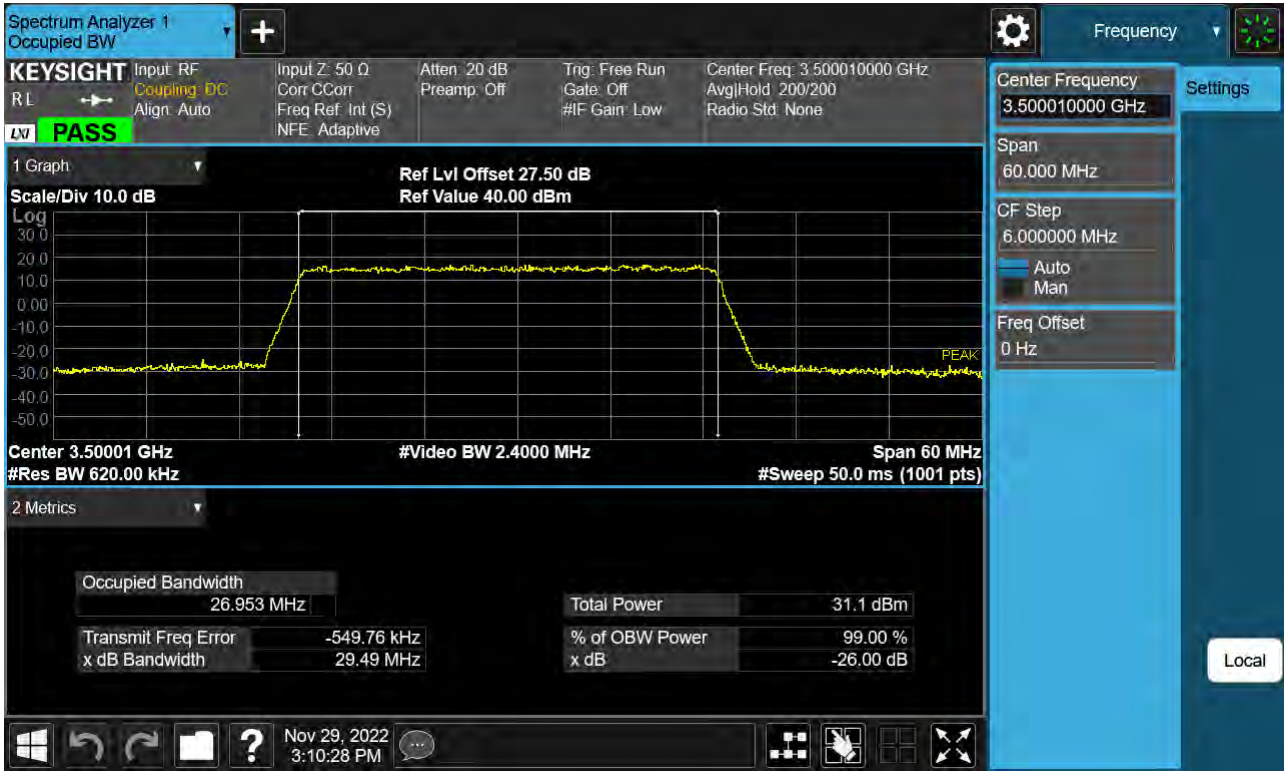 Spectrum Analyzer 1
Occupied BW
Frequency
KEYSIGHT
R L
LXI
PASS
Input: RF
Coupling: DC
Align: Auto
Input Z: 50 Ω
Corr CCorr
Freq Ref: Int (S)
NFE: Adaptive
Atten: 20 dB
Preamp: Off
Trig: Free Run
Gate: Off
#IF Gain: Low
Center Freq: 3.500010000 GHz
Avg|Hold: 200/200
Radio Std: None
Center Frequency
3.500010000 GHz
Settings
Span
60.000 MHz
CF Step
6.000000 MHz
Auto
Man
Freq Offset
0 Hz
Local
1 Graph
Scale/Div 10.0 dB
Ref Lvl Offset 27.50 dB
Ref Value 40.00 dBm
Log
30.0
20.0
10.0
0.00
-10.0
-20.0
-30.0
-40.0
-50.0
PEAK
Center 3.50001 GHz
#Video BW 2.4000 MHz
Span 60 MHz
#Res BW 620.00 kHz
#Sweep 50.0 ms (1001 pts)
2 Metrics
Occupied Bandwidth
26.953 MHz
Total Power 31.1 dBm
Transmit Freq Error -549.76 kHz
% of OBW Power 99.00 %
x dB Bandwidth 29.49 MHz
x dB -26.00 dB
?
Nov 29, 2022
3:10:28 PM